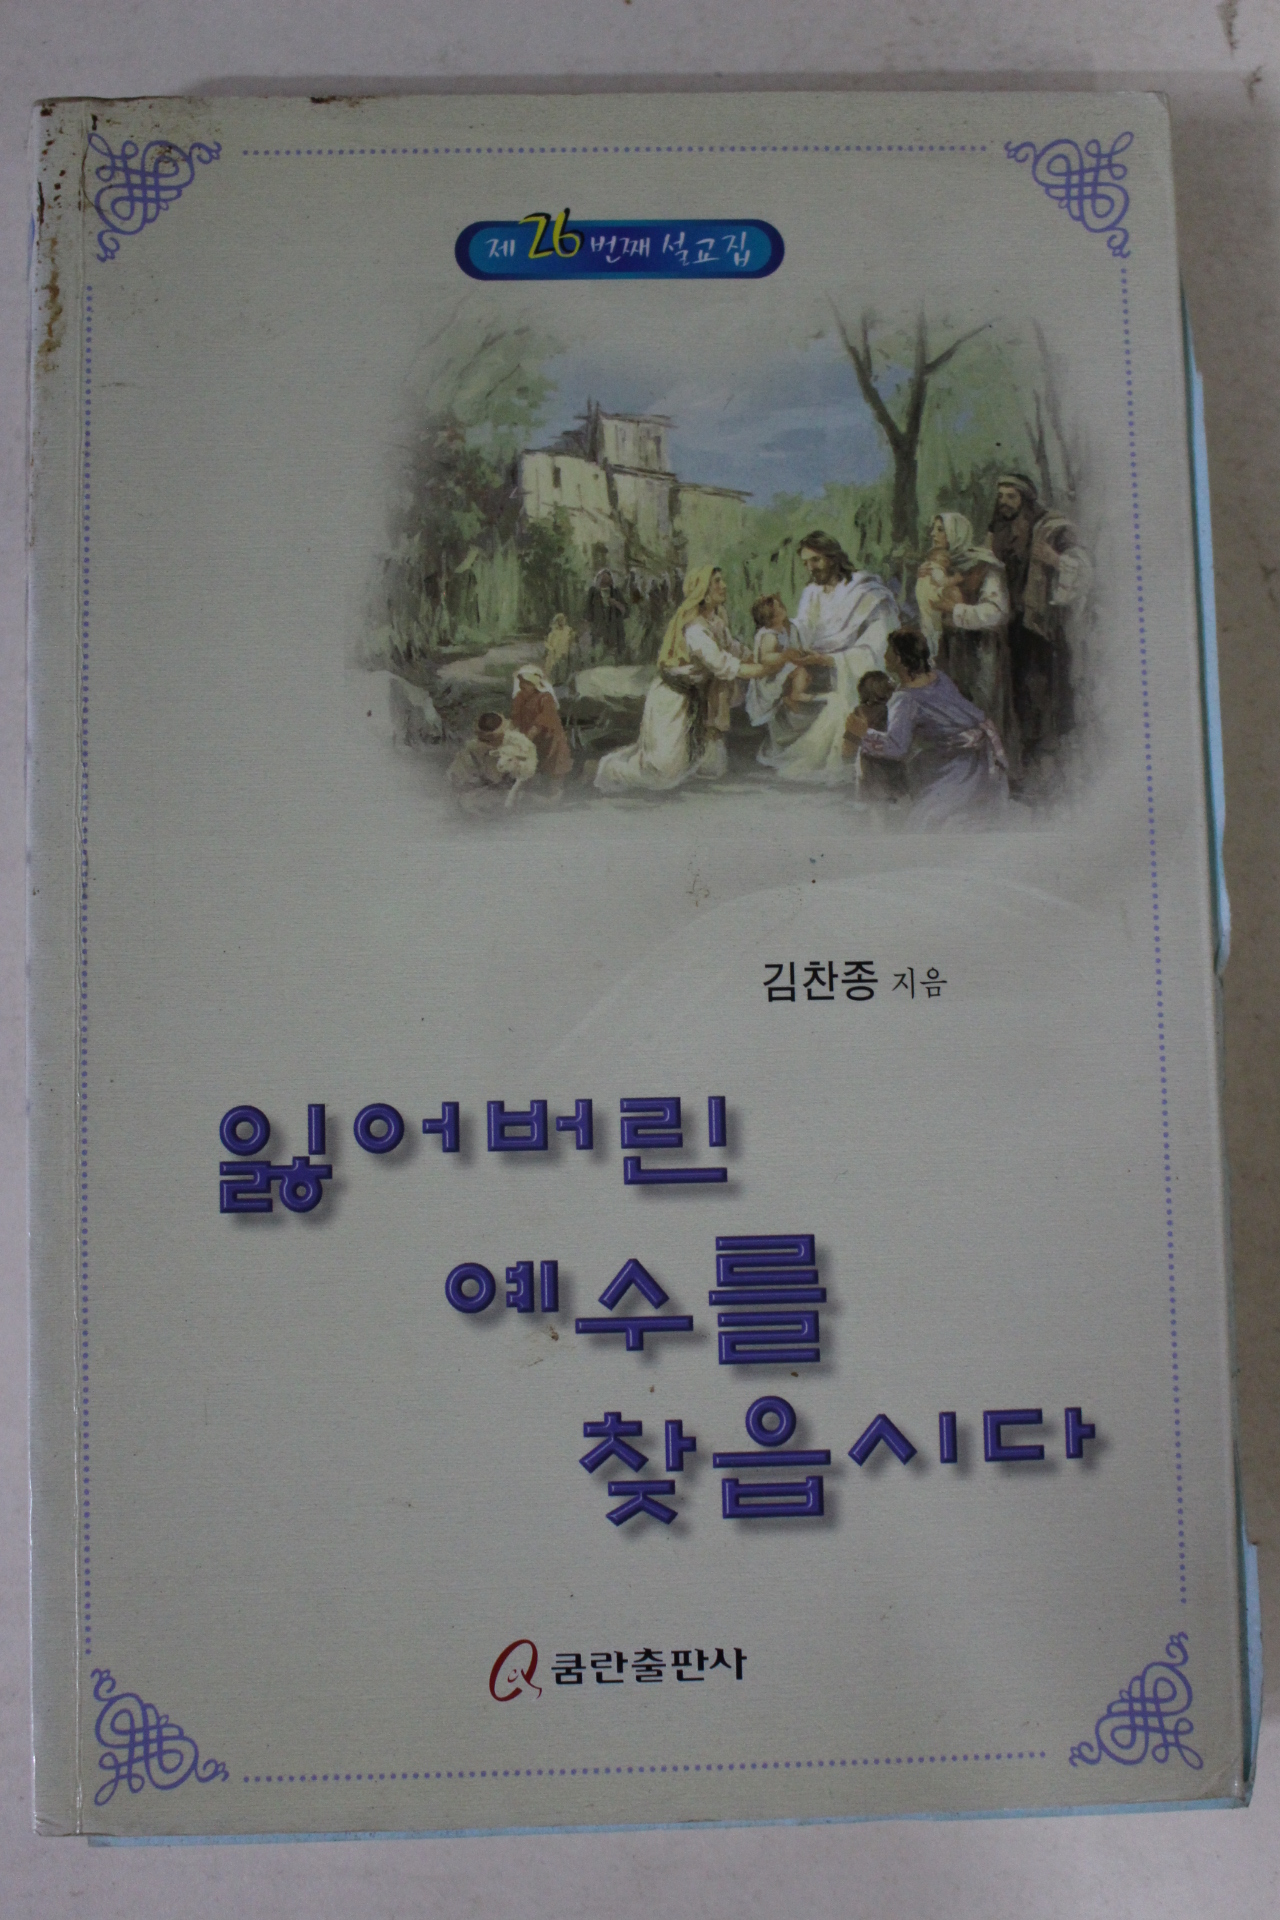 제 26 번째 설교집
김찬종 지음
잃어버린
예수를
찾읍시다
쿰란출판사